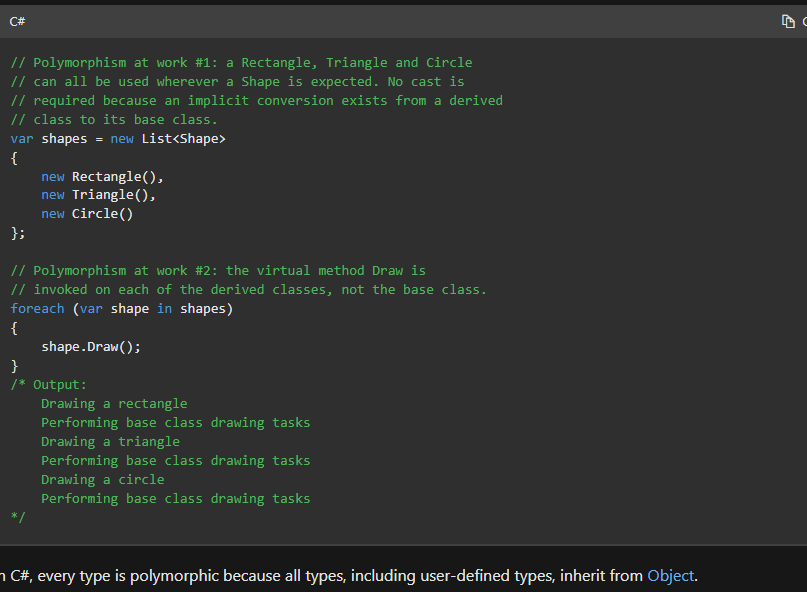 C#
// Polymorphism at work #1: a Rectangle, Triangle and Circle
// can all be used wherever a Shape is expected. No cast is
// required because an implicit conversion exists from a derived
// class to its base class.
var shapes = new List<Shape>
{
    new Rectangle(),
    new Triangle(),
    new Circle()
};

// Polymorphism at work #2: the virtual method Draw is
// invoked on each of the derived classes, not the base class.
foreach (var shape in shapes)
{
    shape.Draw();
}
/* Output:
    Drawing a rectangle
    Performing base class drawing tasks
    Drawing a triangle
    Performing base class drawing tasks
    Drawing a circle
    Performing base class drawing tasks
*/
C#, every type is polymorphic because all types, including user-defined types, inherit from Object.